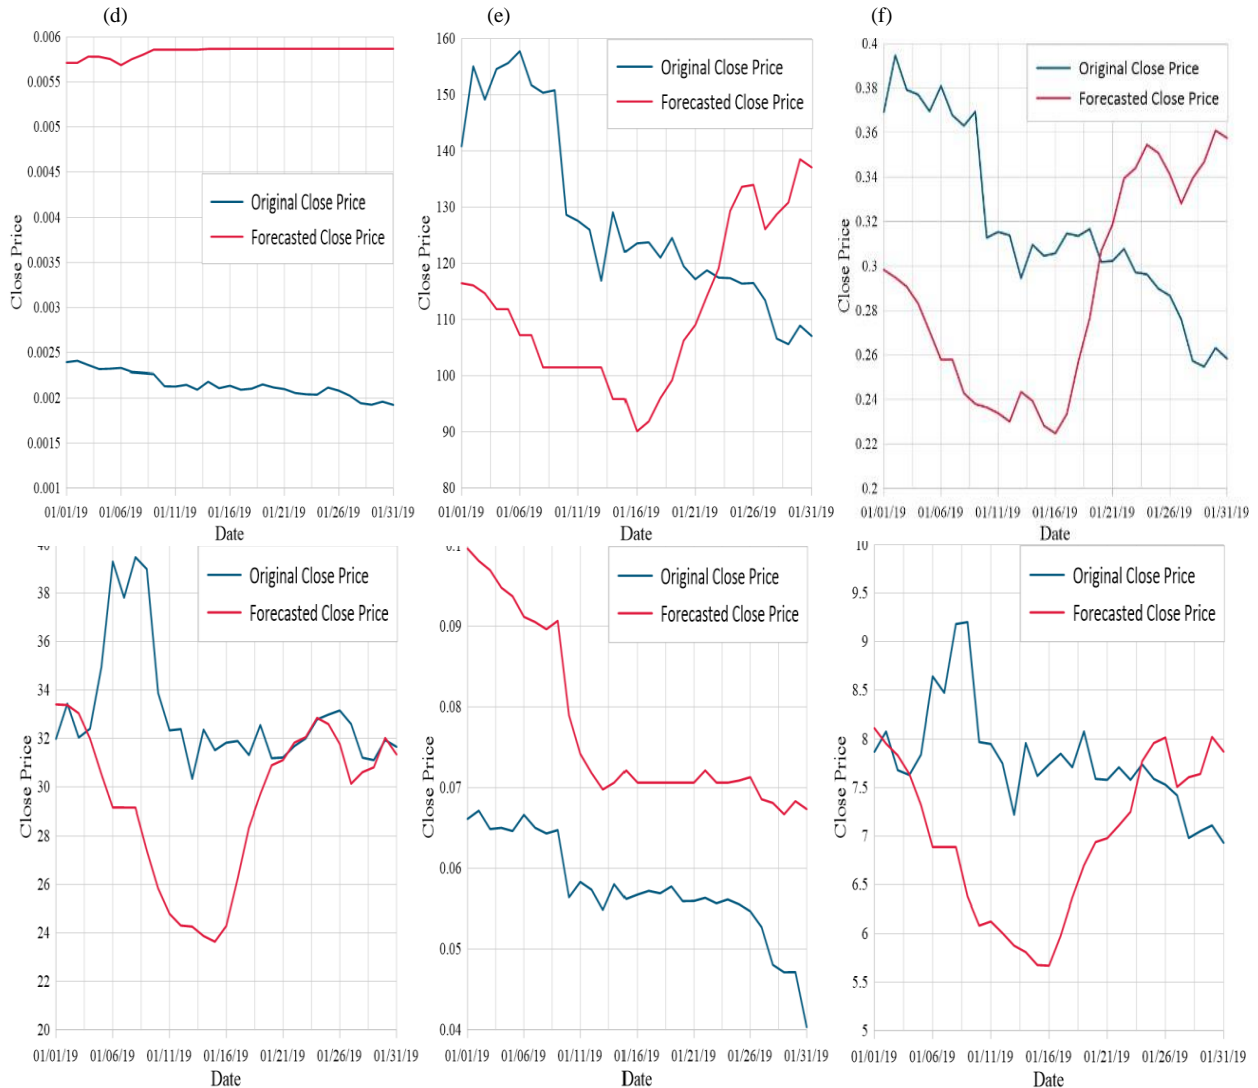 (d) (e) (f)
0.006
0.0055
0.005
0.0045
0.004
0.0035
0.003
0.0025
0.002
0.0015
0.001
Close Price
Original Close Price
Forecasted Close Price
01/01/19 01/06/19 01/11/19 01/16/19 01/21/19 01/26/19 01/31/19
Date
160
150
140
130
120
110
100
90
80
Close Price
Original Close Price
Forecasted Close Price
01/01/19 01/06/19 01/11/19 01/16/19 01/21/19 01/26/19 01/31/19
Date
0.4
0.38
0.36
0.34
0.32
0.3
0.28
0.26
0.24
0.22
0.2
Close Price
Original Close Price
Forecasted Close Price
01/01/19 01/06/19 01/11/19 01/16/19 01/21/19 01/26/19 01/31/19
Date
40
38
36
34
32
30
28
26
24
22
20
Close Price
Original Close Price
Forecasted Close Price
01/01/19 01/06/19 01/11/19 01/16/19 01/21/19 01/26/19 01/31/19
Date
0.1
0.09
0.08
0.07
0.06
0.05
0.04
Close Price
Original Close Price
Forecasted Close Price
01/01/19 01/06/19 01/11/19 01/16/19 01/21/19 01/26/19 01/31/19
Date
10
9.5
9
8.5
8
7.5
7
6.5
6
5.5
5
Close Price
Original Close Price
Forecasted Close Price
01/01/19 01/06/19 01/11/19 01/16/19 01/21/19 01/26/19 01/31/19
Date